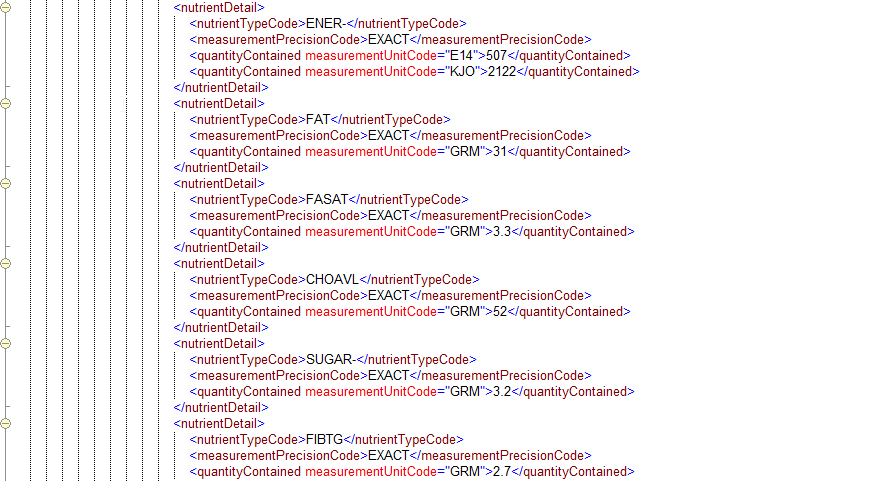 <nutrientDetail>
<nutrientTypeCode>ENER-</nutrientTypeCode>
<measurementPrecisionCode>EXACT</measurementPrecisionCode>
<quantityContained measurementUnitCode="E14">507</quantityContained>
<quantityContained measurementUnitCode="KJO">2122</quantityContained>
</nutrientDetail>
<nutrientDetail>
<nutrientTypeCode>FAT</nutrientTypeCode>
<measurementPrecisionCode>EXACT</measurementPrecisionCode>
<quantityContained measurementUnitCode="GRM">31</quantityContained>
</nutrientDetail>
<nutrientDetail>
<nutrientTypeCode>FASAT</nutrientTypeCode>
<measurementPrecisionCode>EXACT</measurementPrecisionCode>
<quantityContained measurementUnitCode="GRM">3.3</quantityContained>
</nutrientDetail>
<nutrientDetail>
<nutrientTypeCode>CHOAVL</nutrientTypeCode>
<measurementPrecisionCode>EXACT</measurementPrecisionCode>
<quantityContained measurementUnitCode="GRM">52</quantityContained>
</nutrientDetail>
<nutrientDetail>
<nutrientTypeCode>SUGAR-</nutrientTypeCode>
<measurementPrecisionCode>EXACT</measurementPrecisionCode>
<quantityContained measurementUnitCode="GRM">3.2</quantityContained>
</nutrientDetail>
<nutrientDetail>
<nutrientTypeCode>FIBTG</nutrientTypeCode>
<measurementPrecisionCode>EXACT</measurementPrecisionCode>
<quantityContained measurementUnitCode="GRM">2.7</quantityContained>